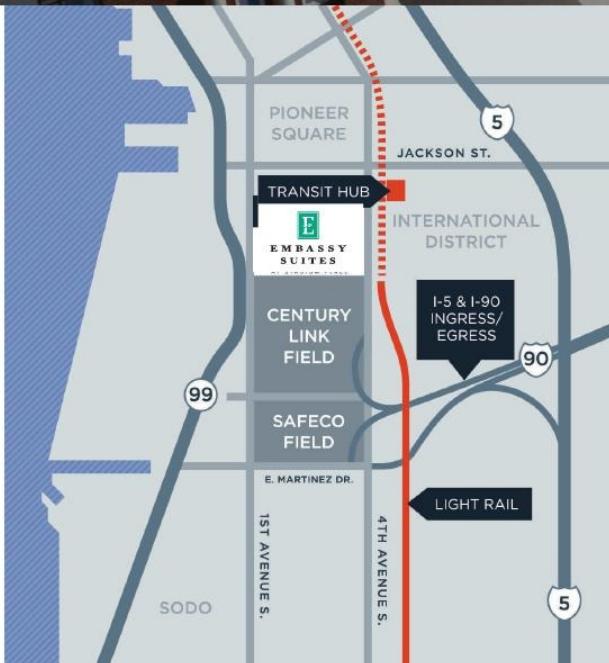 PIONEER
SQUARE
5
JACKSON ST.
TRANSIT HUB
E
EMBASSY
SUITES
INTERNATIONAL
DISTRICT
CENTURY
LINK
FIELD
I-5 & I-90
INGRESS/
EGRESS
90
99
SAFECO
FIELD
E. MARTINEZ DR.
1ST AVENUE S.
4TH AVENUE S.
LIGHT RAIL
SODO
5